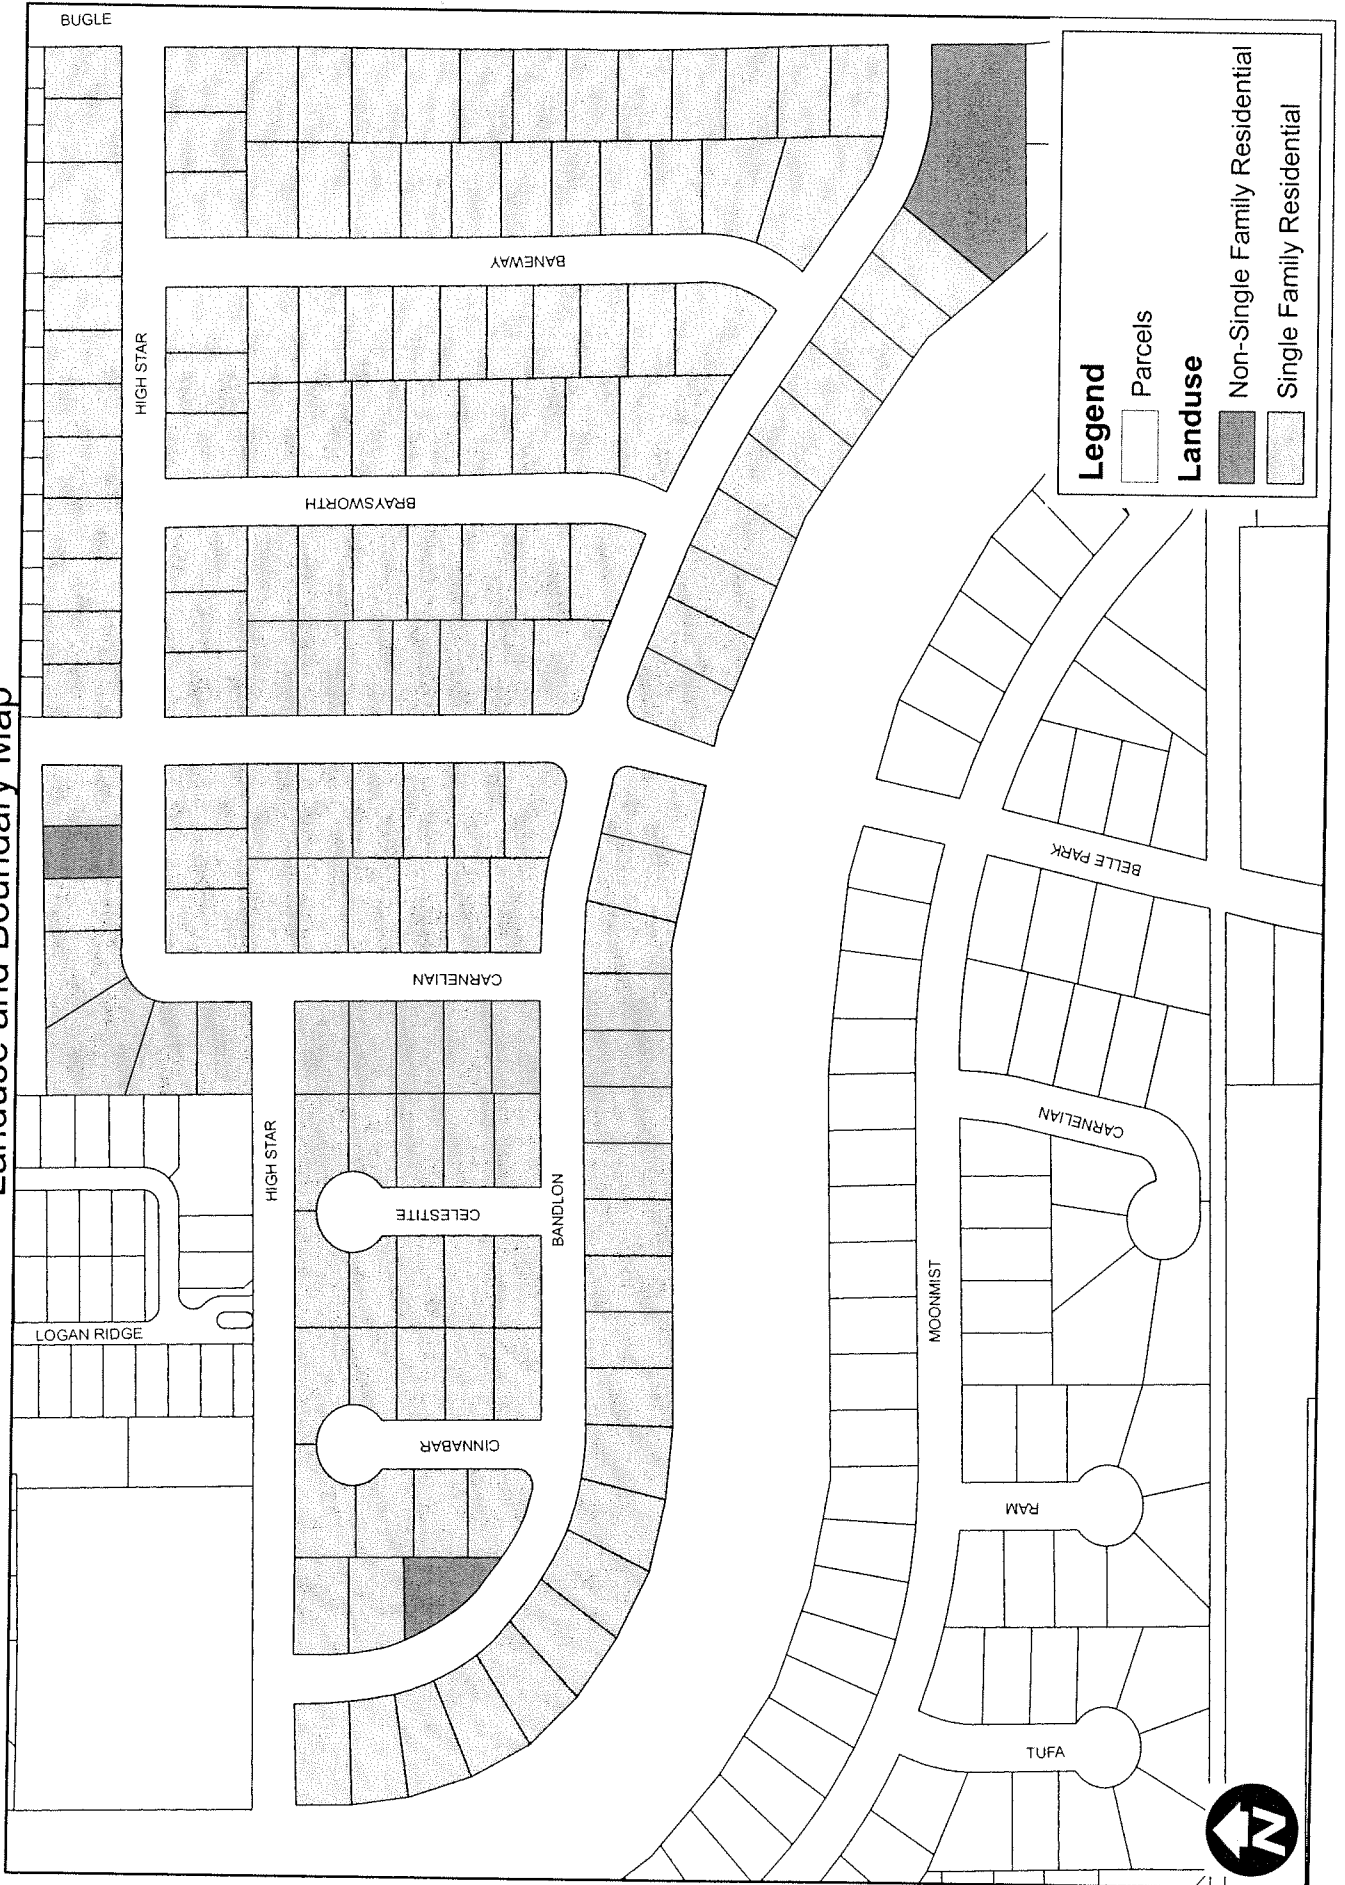 Landuse and Boundary Map
BUGLE
HIGH STAR
BANEWAY
BRAYSWORTH
CARNELIAN
HIGH STAR
CELESTITE
BANDLON
LOGAN RIDGE
CINNABAR
BELLE PARK
CARNELIAN
MOONMIST
RAM
TUFA
Legend
Parcels
Landuse
Non-Single Family Residential
Single Family Residential
N